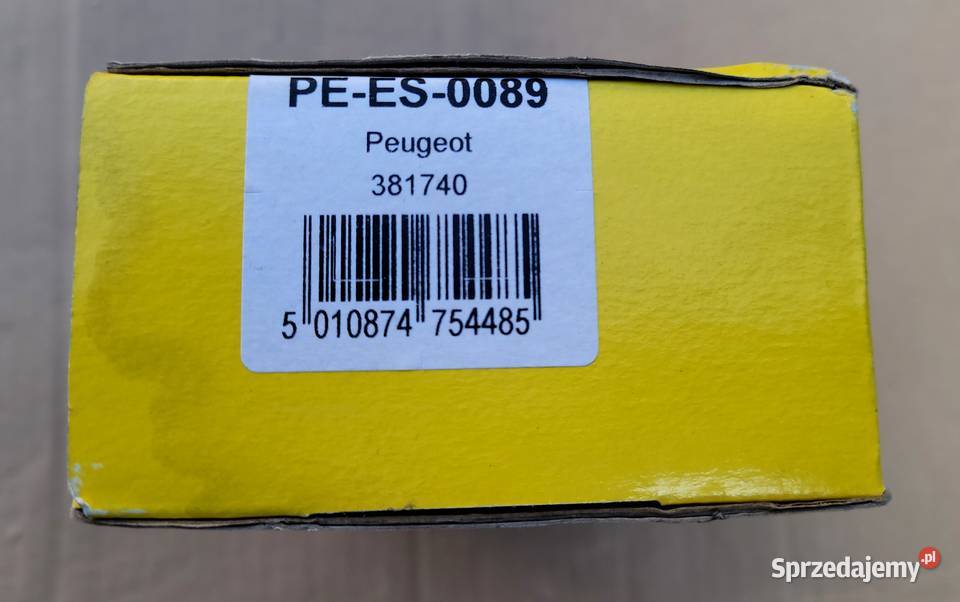 PE-ES-0089
Peugeot
381740
5 010874 754485
Sprzedajemy.pl